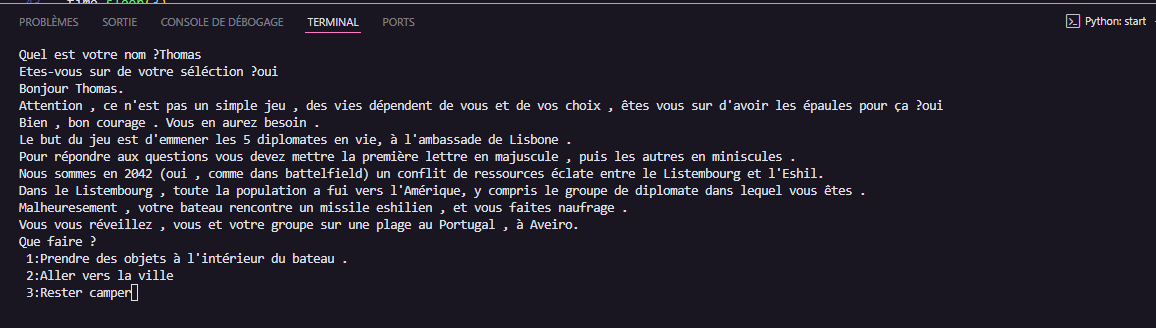 time.sleep(3)
PROBLÈMES SORTIE CONSOLE DE DÉBOGAGE TERMINAL PORTS Python: start
Quel est votre nom ?Thomas
Etes-vous sur de votre séléction ?oui
Bonjour Thomas.
Attention , ce n'est pas un simple jeu , des vies dépendent de vous et de vos choix , êtes vous sur d'avoir les épaules pour ça ?oui
Bien , bon courage . Vous en aurez besoin .
Le but du jeu est d'emmener les 5 diplomates en vie, à l'ambassade de Lisbone .
Pour répondre aux questions vous devez mettre la première lettre en majuscule , puis les autres en miniscules .
Nous sommes en 2042 (oui , comme dans battelfield) un conflit de ressources éclate entre le Listembourg et l'Eshil.
Dans le Listembourg , toute la population a fui vers l'Amérique, y compris le groupe de diplomate dans lequel vous êtes .
Malheuresement , votre bateau rencontre un missile eshilien , et vous faites naufrage .
Vous vous réveillez , vous et votre groupe sur une plage au Portugal , à Aveiro.
Que faire ?
1:Prendre des objets à l'intérieur du bateau .
2:Aller vers la ville
3:Rester camper